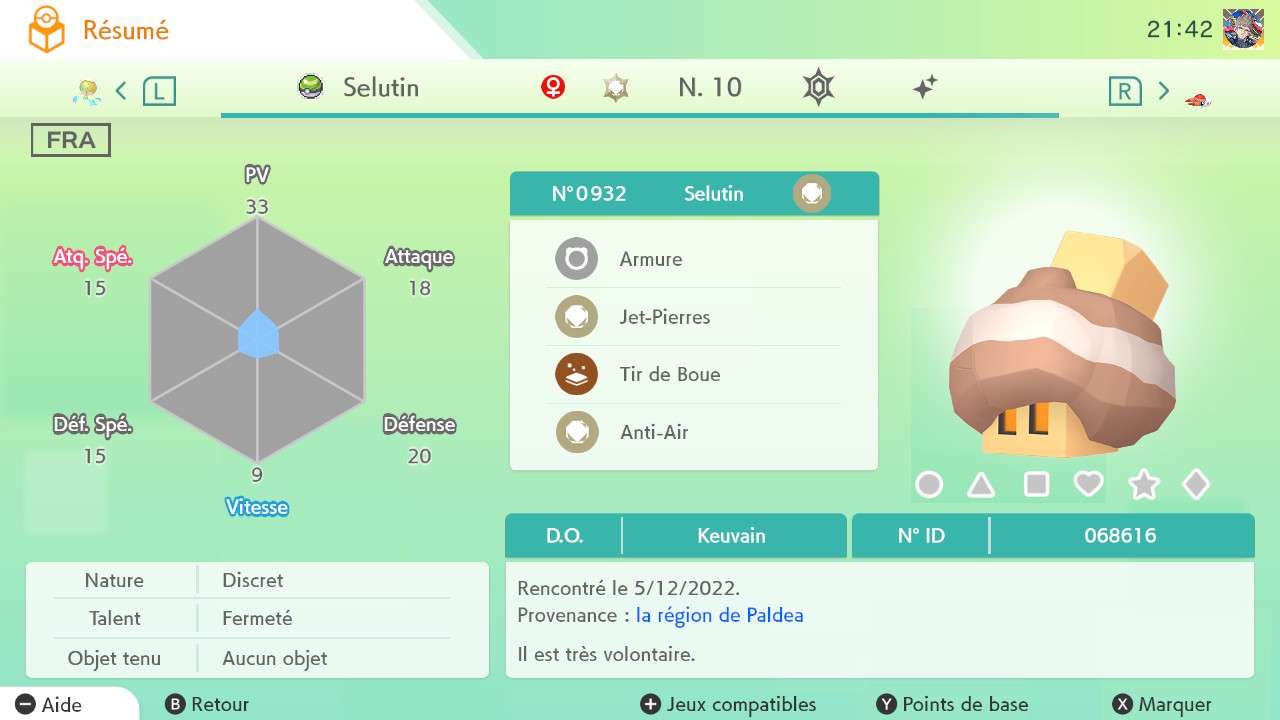 Résumé
21:42
L
Selutin
N. 10
R
FRA
PV
33
Atq. Spé.
15
Attaque
18
Déf. Spé.
15
Défense
20
9
Vitesse
N°0932 Selutin
Armure
Jet-Pierres
Tir de Boue
Anti-Air
D.O. Keuvain
N° ID 068616
Nature Discret
Talent Fermeté
Objet tenu Aucun objet
Rencontré le 5/12/2022.
Provenance : la région de Paldea
Il est très volontaire.
Aide
B Retour
Jeux compatibles
Y Points de base
X Marquer